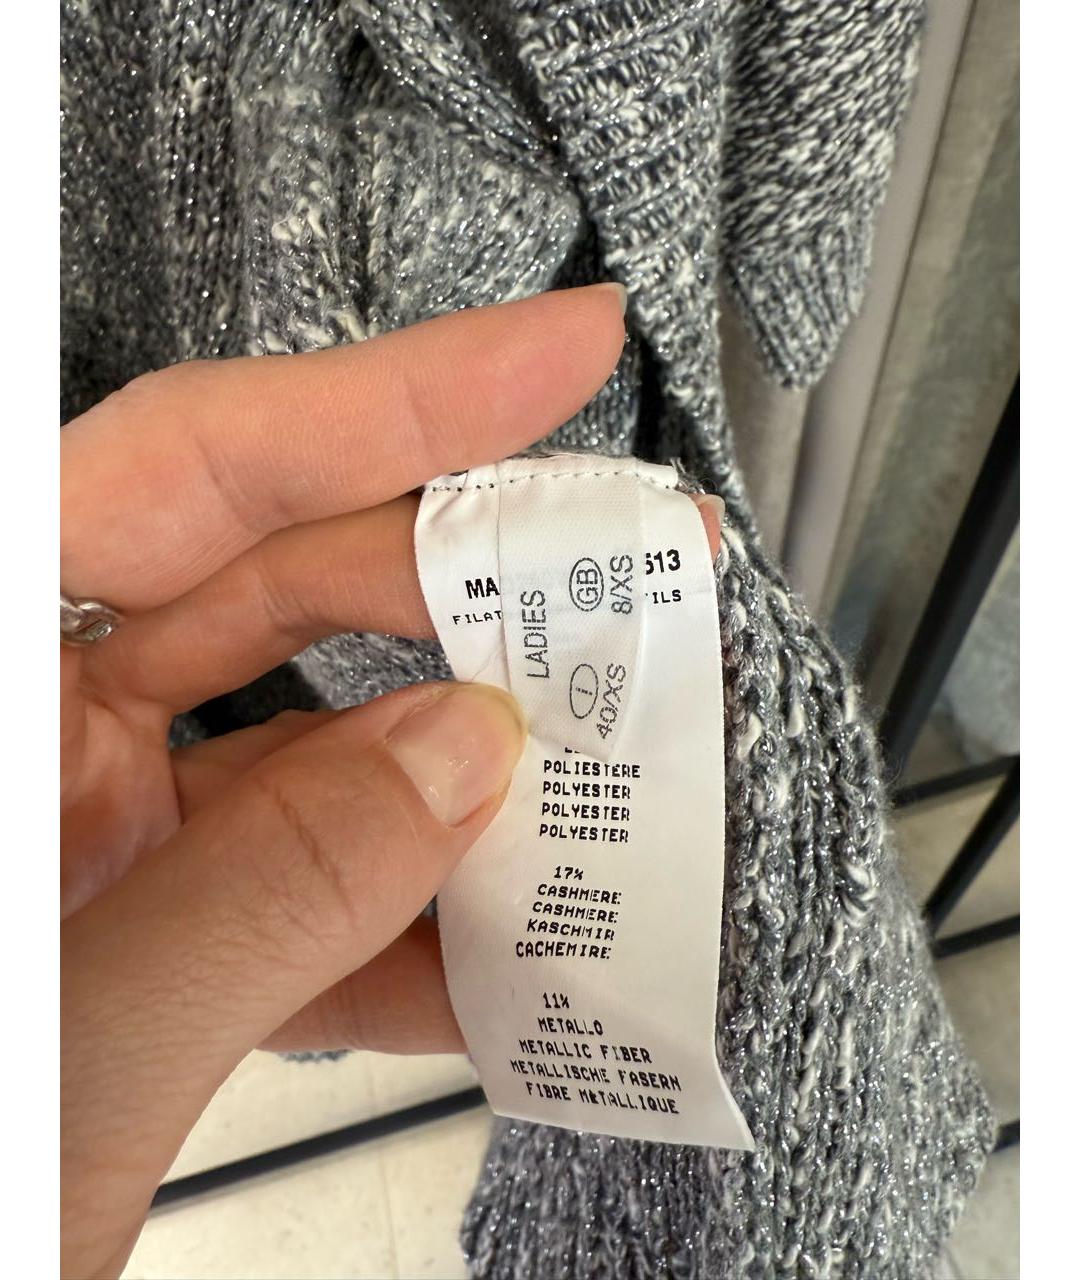 MA
513
FILAT
TILS
LADIES
GB
8/XS
I
40/XS
POLIESTERE
POLYESTER
POLYESTER
POLYESTER
17%
CASHMERE
CASHMERE
KASCHMIR
CACHEMIRE
11%
METALLO
METALLIC FIBER
METALLISCHE FASERN
FIBRE METALLIQUE